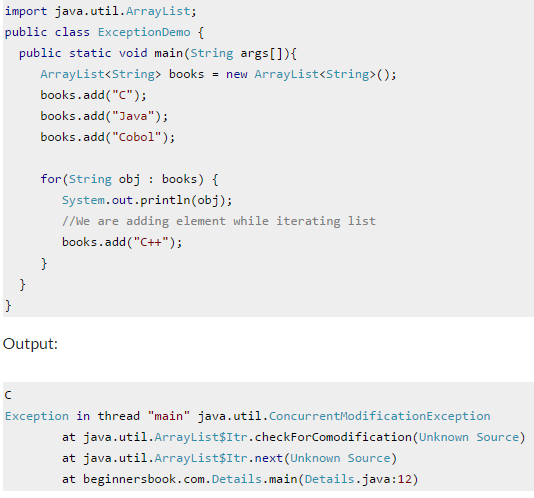 import java.util.ArrayList;
public class ExceptionDemo {
  public static void main(String args[]){
     ArrayList<String> books = new ArrayList<String>();
     books.add("C");
     books.add("Java");
     books.add("Cobol");

     for(String obj : books) {
        System.out.println(obj);
        //We are adding element while iterating list
        books.add("C++");
     }
  }
}
Output:
C
Exception in thread "main" java.util.ConcurrentModificationException
        at java.util.ArrayList$Itr.checkForComodification(Unknown Source)
        at java.util.ArrayList$Itr.next(Unknown Source)
        at beginnersbook.com.Details.main(Details.java:12)